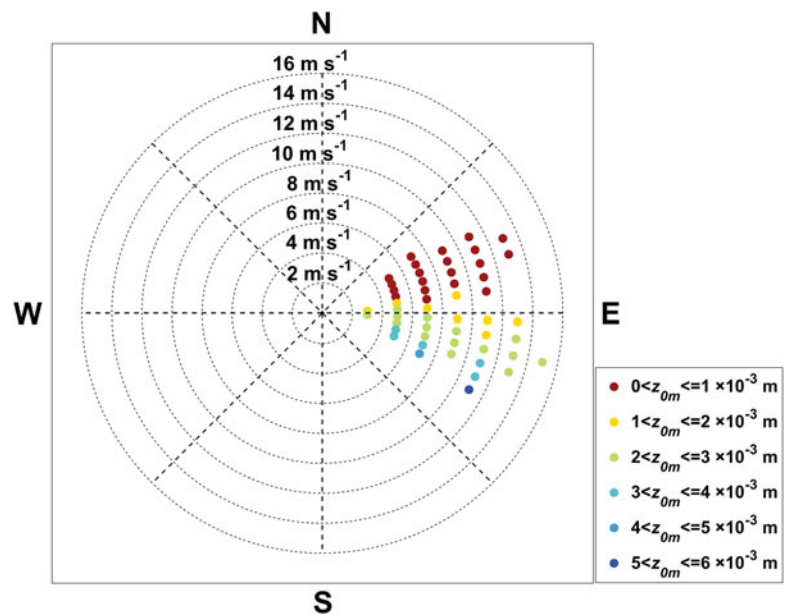 N
16 m s⁻¹
14 m s⁻¹
12 m s⁻¹
10 m s⁻¹
8 m s⁻¹
6 m s⁻¹
4 m s⁻¹
2 m s⁻¹
W
E
S
0<z₀ₘ<=1 ×10⁻³ m
1<z₀ₘ<=2 ×10⁻³ m
2<z₀ₘ<=3 ×10⁻³ m
3<z₀ₘ<=4 ×10⁻³ m
4<z₀ₘ<=5 ×10⁻³ m
5<z₀ₘ<=6 ×10⁻³ m